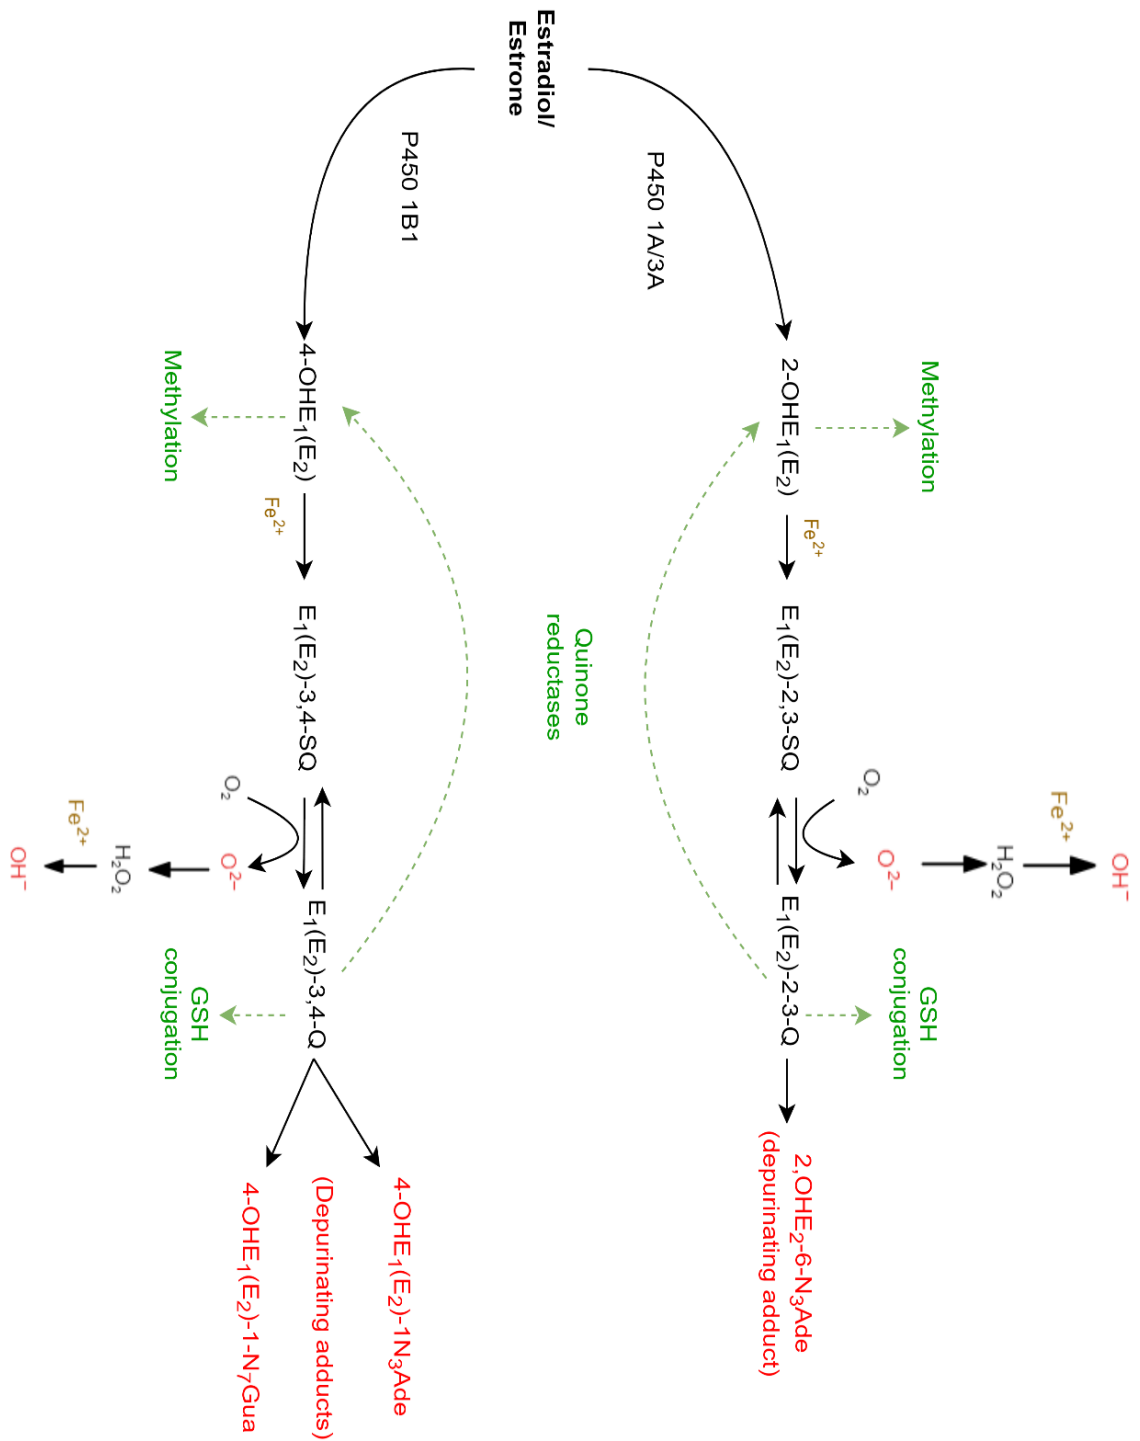 Estradiol/
Estrone
P450 1A/3A
P450 1B1
Methylation
2-OHE₁(E₂)
Fe²⁺
E₁(E₂)-2,3-SQ
O₂
O²⁻
H₂O₂
Fe²⁺
OH⁻
E₁(E₂)-2-3-Q
GSH
conjugation
2,OHE₂-6-N₃Ade
(depurinating adduct)
Quinone
reductases
4-OHE₁(E₂)
Methylation
Fe²⁺
E₁(E₂)-3,4-SQ
O₂
O²⁻
H₂O₂
Fe²⁺
OH⁻
E₁(E₂)-3,4-Q
GSH
conjugation
4-OHE₁(E₂)-1N₃Ade
(Depurinating adducts)
4-OHE₁(E₂)-1-N₇Gua